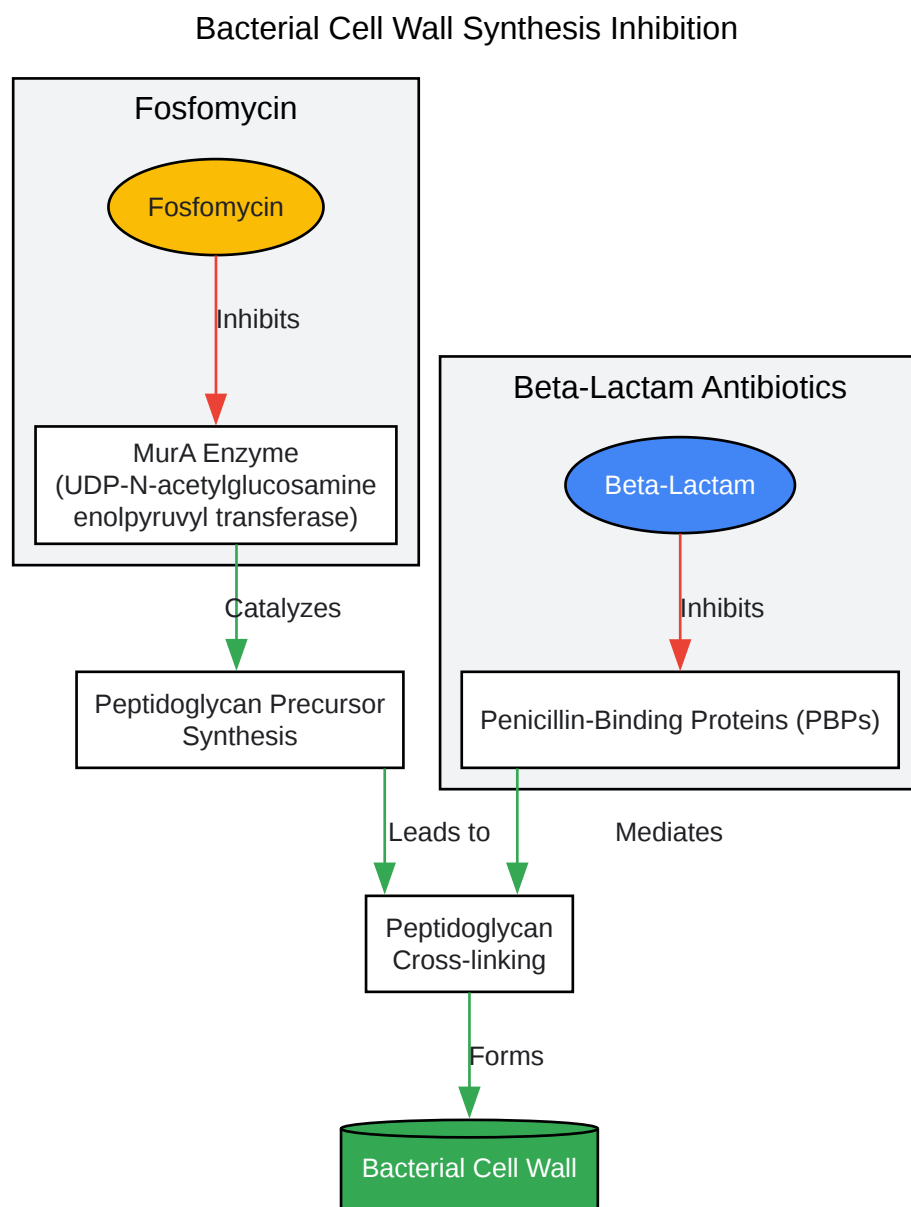 Bacterial Cell Wall Synthesis Inhibition
Fosfomycin
Fosfomycin
Inhibits
MurA Enzyme
(UDP-N-acetylglucosamine
enolpyruvyl transferase)
Beta-Lactam Antibiotics
Beta-Lactam
Inhibits
Catalyzes
Peptidoglycan Precursor
Synthesis
Penicillin-Binding Proteins (PBPs)
Leads to
Mediates
Peptidoglycan
Cross-linking
Forms
Bacterial Cell Wall